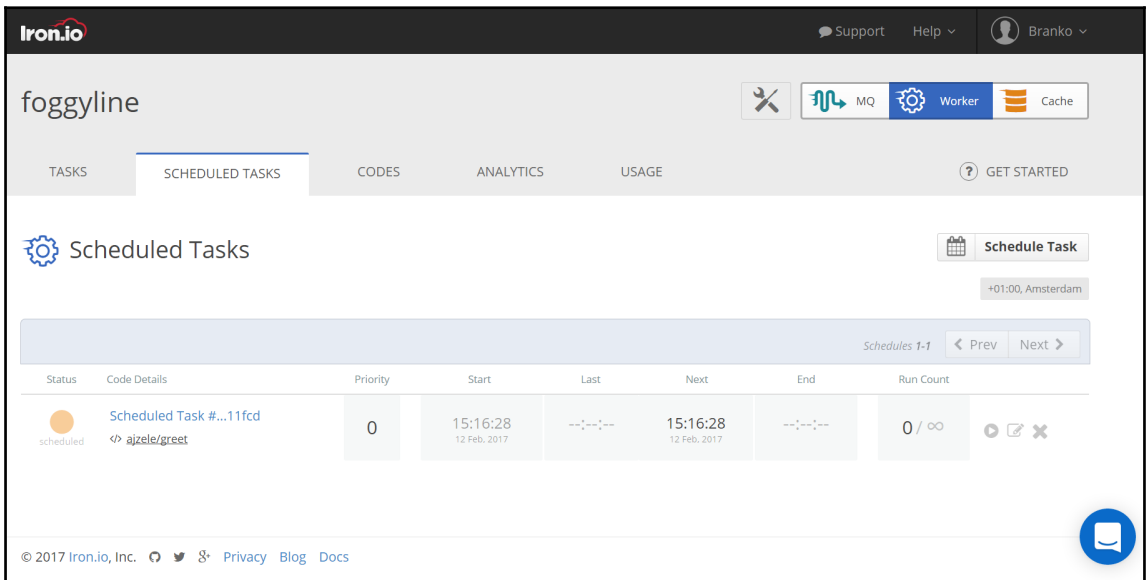 Iron.io Support Help Branko
foggyline MQ Worker Cache
TASKS SCHEDULED TASKS CODES ANALYTICS USAGE ? GET STARTED
Scheduled Tasks Schedule Task
+01:00, Amsterdam
Schedules 1-1 Prev Next
Status Code Details Priority Start Last Next End Run Count
Scheduled Task #...11fcd
scheduled </> ajzele/greet 0 15:16:28 --:--:-- 15:16:28 --:--:-- 0 / ∞
12 Feb, 2017 12 Feb, 2017
© 2017 Iron.io, Inc. Privacy Blog Docs